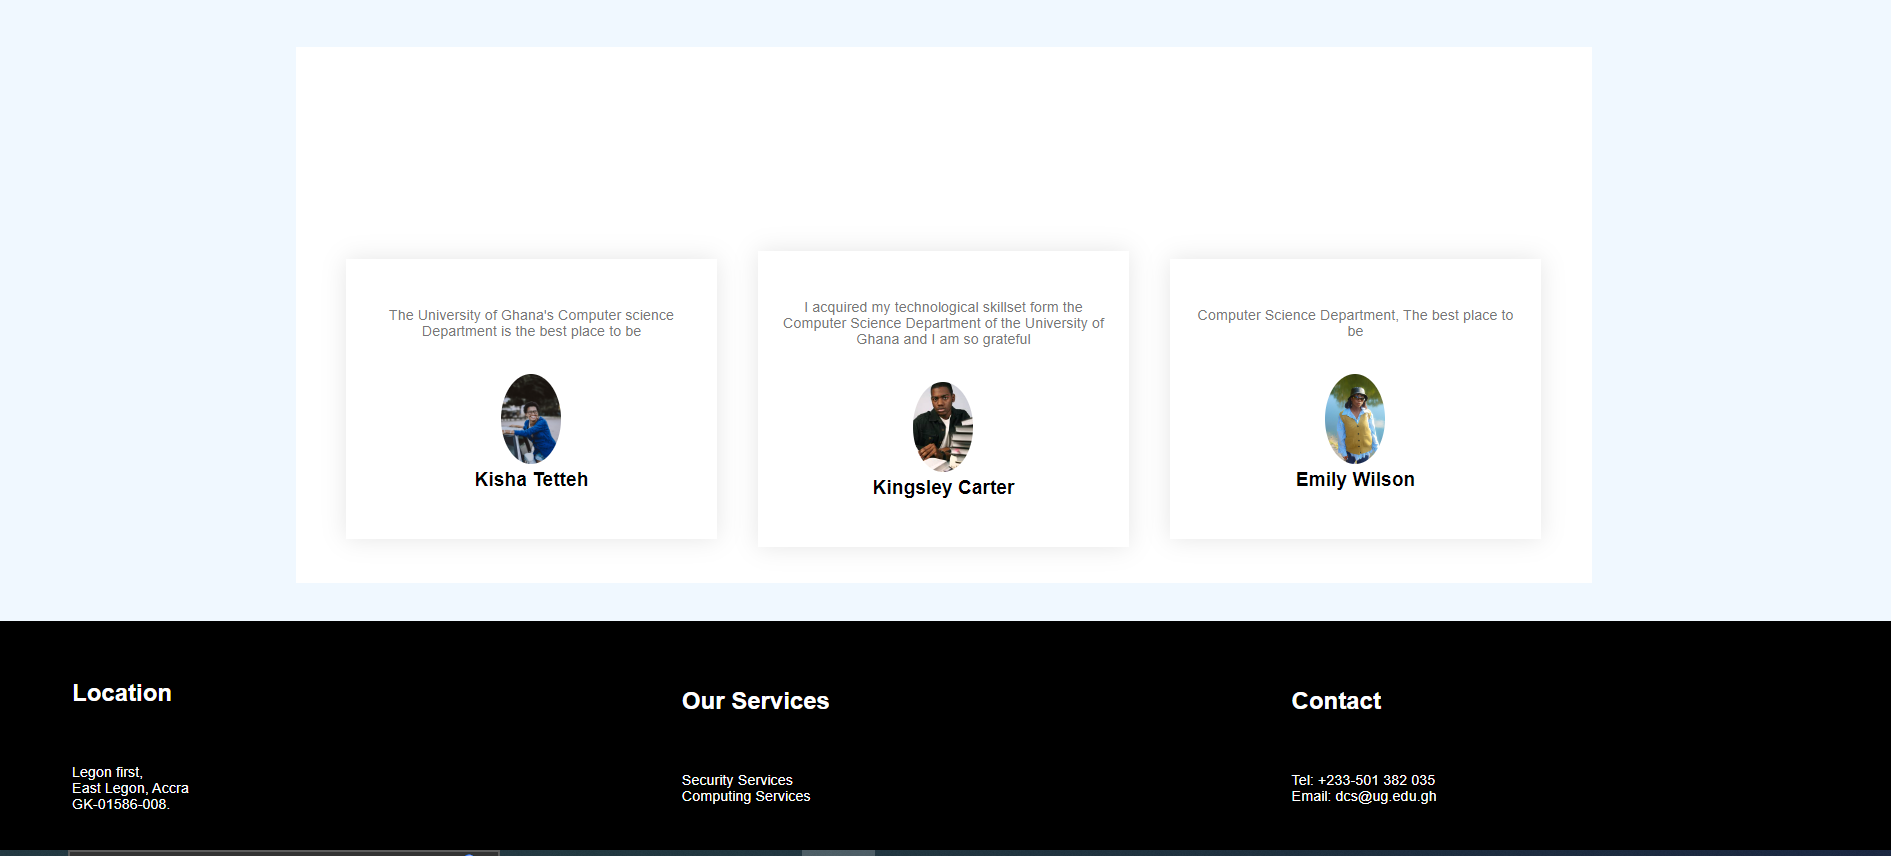 The University of Ghana's Computer science
Department is the best place to be
Kisha Tetteh
I acquired my technological skillset form the
Computer Science Department of the University of
Ghana and I am so grateful
Kingsley Carter
Computer Science Department, The best place to
be
Emily Wilson
Location
Legon first,
East Legon, Accra
GK-01586-008.
Our Services
Security Services
Computing Services
Contact
Tel: +233-501 382 035
Email: dcs@ug.edu.gh